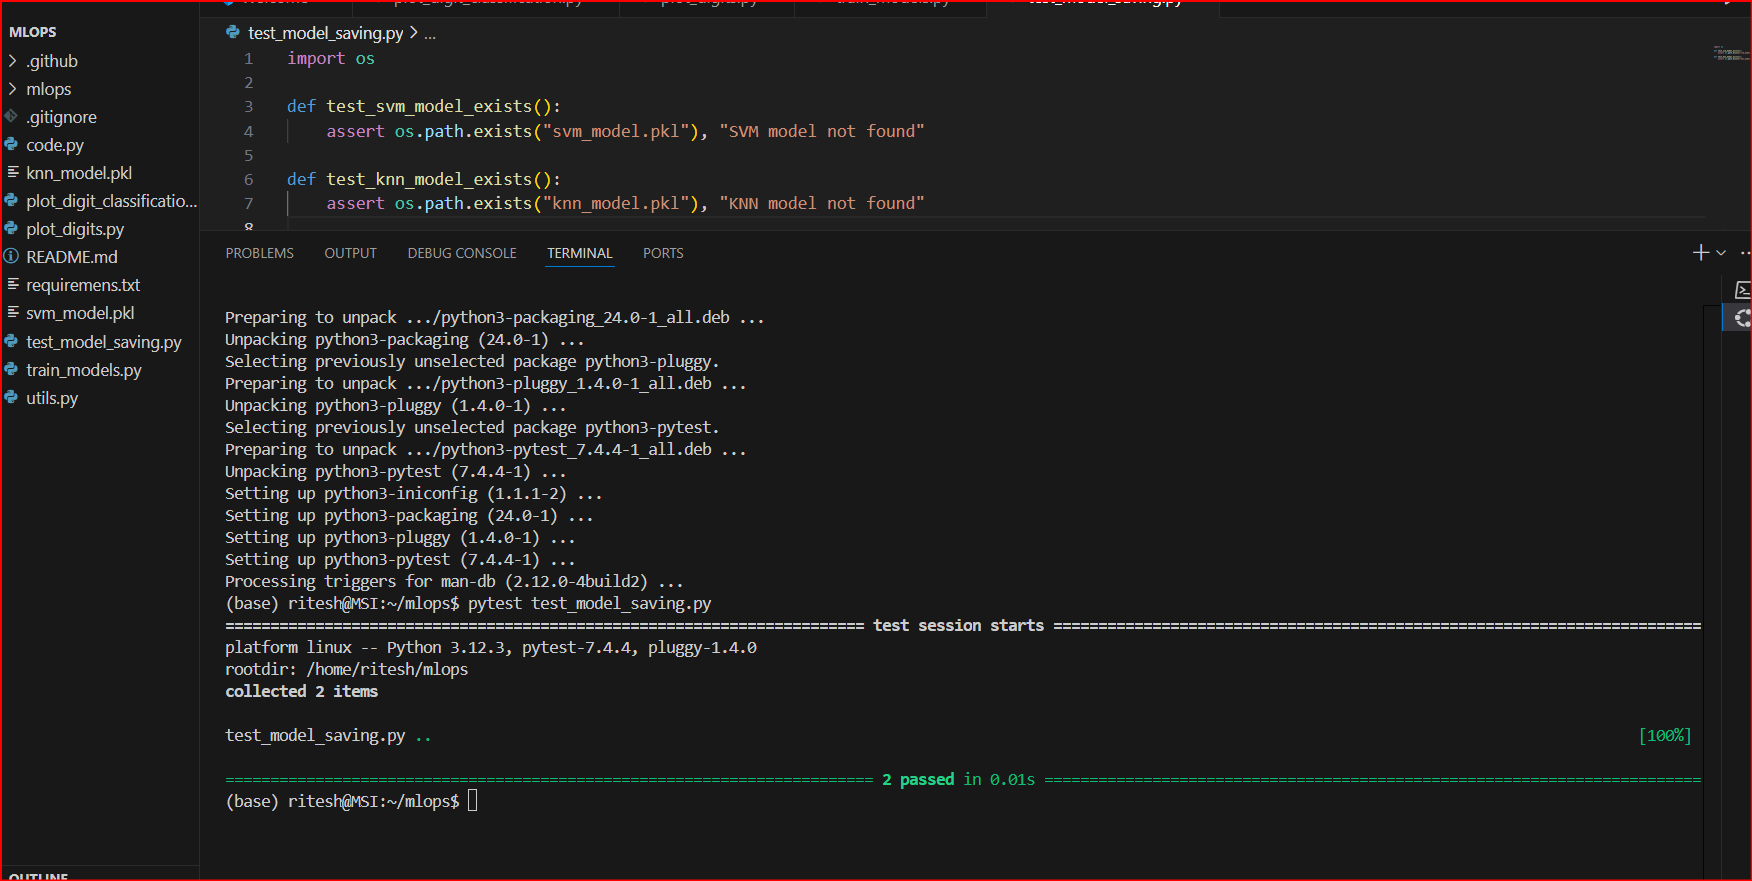 MLOPS
.github
mlops
.gitignore
code.py
knn_model.pkl
plot_digit_classificatio...
plot_digits.py
README.md
requiremens.txt
svm_model.pkl
test_model_saving.py
train_models.py
utils.py
OUTLINE
test_model_saving.py > ...
1 import os
2
3 def test_svm_model_exists():
4 assert os.path.exists("svm_model.pkl"), "SVM model not found"
5
6 def test_knn_model_exists():
7 assert os.path.exists("knn_model.pkl"), "KNN model not found"
8
PROBLEMS OUTPUT DEBUG CONSOLE TERMINAL PORTS
Preparing to unpack .../python3-packaging_24.0-1_all.deb ...
Unpacking python3-packaging (24.0-1) ...
Selecting previously unselected package python3-pluggy.
Preparing to unpack .../python3-pluggy_1.4.0-1_all.deb ...
Unpacking python3-pluggy (1.4.0-1) ...
Selecting previously unselected package python3-pytest.
Preparing to unpack .../python3-pytest_7.4.4-1_all.deb ...
Unpacking python3-pytest (7.4.4-1) ...
Setting up python3-iniconfig (1.1.1-2) ...
Setting up python3-packaging (24.0-1) ...
Setting up python3-pluggy (1.4.0-1) ...
Setting up python3-pytest (7.4.4-1) ...
Processing triggers for man-db (2.12.0-4build2) ...
(base) ritesh@MSI:~/mlops$ pytest test_model_saving.py
======================================================================= test session starts ========================================================================
platform linux -- Python 3.12.3, pytest-7.4.4, pluggy-1.4.0
rootdir: /home/ritesh/mlops
collected 2 items
test_model_saving.py .. [100%]
======================================================================== 2 passed in 0.01s =========================================================================
(base) ritesh@MSI:~/mlops$